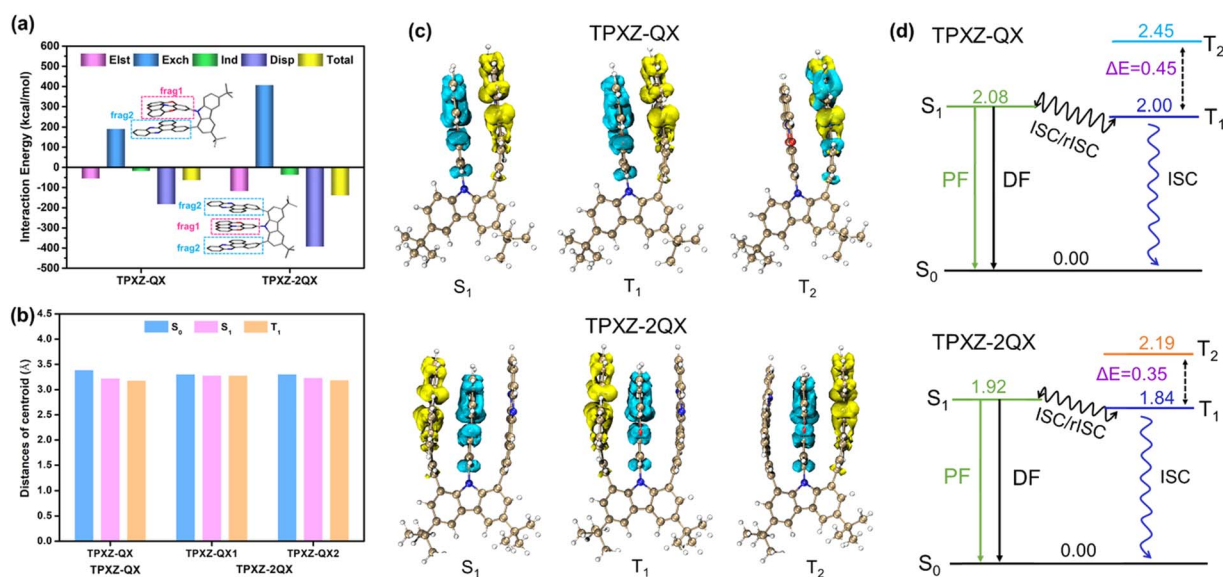 (a)
Interaction Energy (kcal/mol)
600
500
400
300
200
100
0
-100
-200
-300
-400
-500
Elst Exch Ind Disp Total
frag1
frag2
frag2
frag1
frag2
TPXZ-QX TPXZ-2QX
(b)
Distances of centroid (Å)
4.5
4.0
3.5
3.0
2.5
2.0
1.5
1.0
0.5
0.0
S0 S1 T1
TPXZ-QX TPXZ-QX1 TPXZ-QX2
TPXZ-QX TPXZ-2QX
(c)
TPXZ-QX
S1 T1 T2
TPXZ-2QX
S1 T1 T2
(d)
TPXZ-QX
2.45
T2
ΔE=0.45
S1 2.08
2.00
T1
ISC/rISC
PF DF ISC
0.00
S0
TPXZ-2QX
2.19
T2
ΔE=0.35
S1 1.92
1.84
T1
ISC/rISC
PF DF ISC
0.00
S0